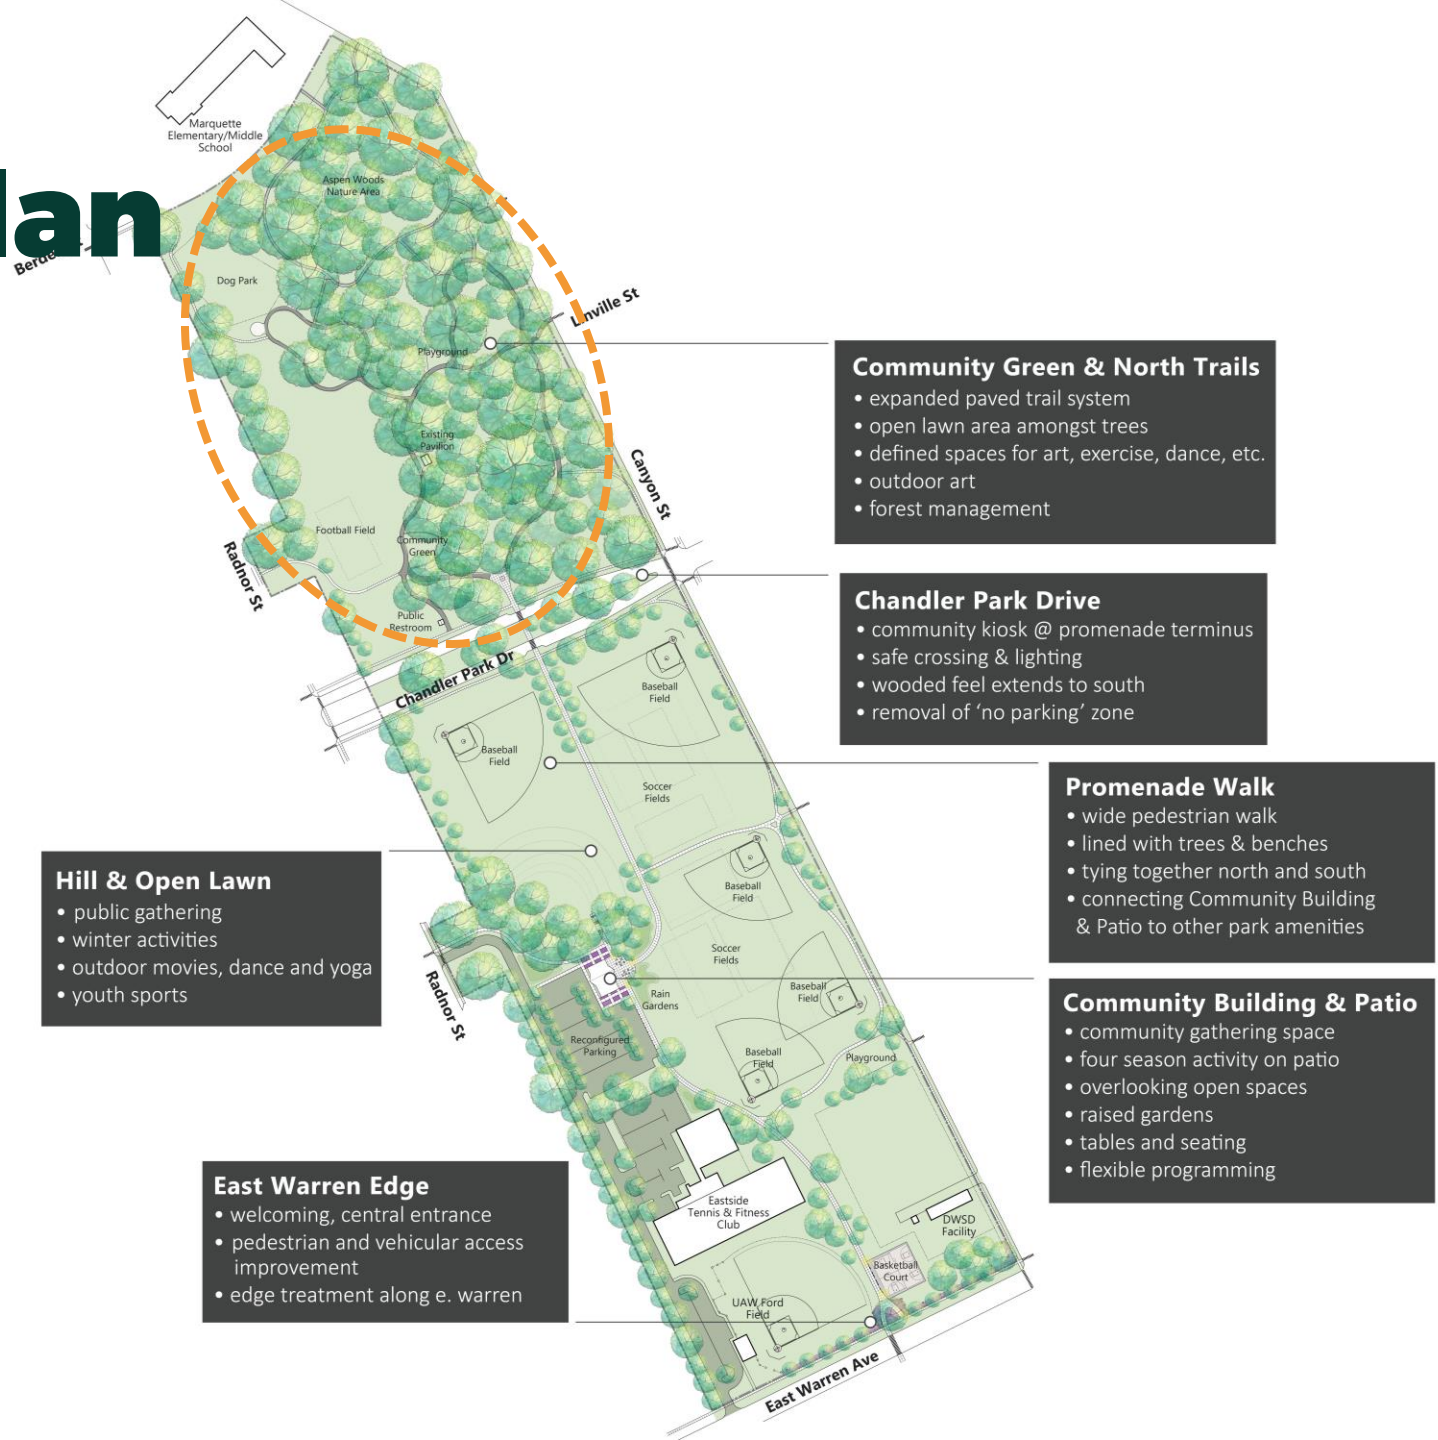 lan
Marquette
Elementary/Middle
School
Aspen Woods
Nature Area
Dog Park
Linville St
Playground
Existing
Pavilion
Canyon St
Football Field
Community
Green
Radnor St
Public
Restroom
Chandler Park Dr
Baseball
Field
Baseball
Field
Soccer
Fields
Baseball
Field
Soccer
Fields
Baseball
Field
Rain
Gardens
Radnor St
Reconfigured
Parking
Baseball
Field
Playground
Eastside
Tennis & Fitness
Club
DWSD
Facility
Basketball
Court
UAW Ford
Field
East Warren Ave
Community Green & North Trails
• expanded paved trail system
• open lawn area amongst trees
• defined spaces for art, exercise, dance, etc.
• outdoor art
• forest management
Chandler Park Drive
• community kiosk @ promenade terminus
• safe crossing & lighting
• wooded feel extends to south
• removal of ‘no parking’ zone
Promenade Walk
• wide pedestrian walk
• lined with trees & benches
• tying together north and south
• connecting Community Building
& Patio to other park amenities
Hill & Open Lawn
• public gathering
• winter activities
• outdoor movies, dance and yoga
• youth sports
Community Building & Patio
• community gathering space
• four season activity on patio
• overlooking open spaces
• raised gardens
• tables and seating
• flexible programming
East Warren Edge
• welcoming, central entrance
• pedestrian and vehicular access
improvement
• edge treatment along e. warren